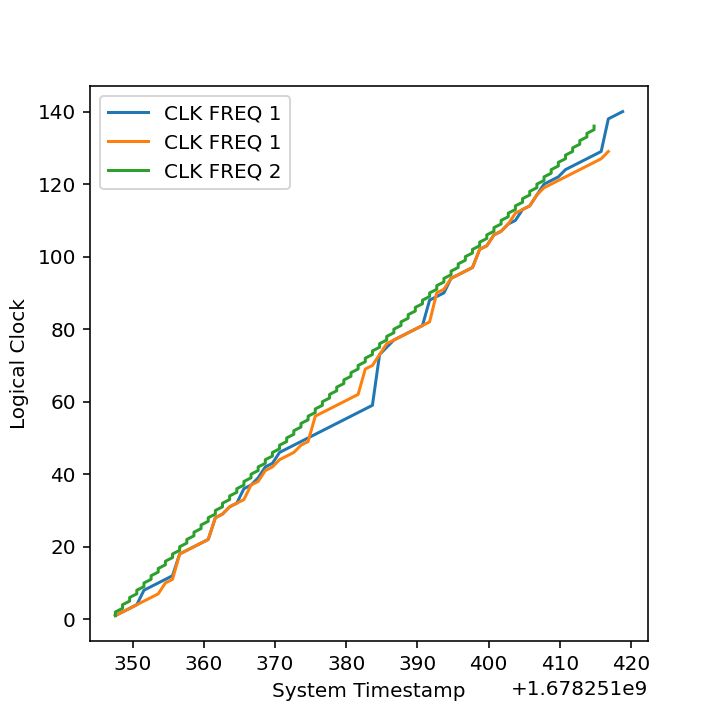 CLK FREQ 1
CLK FREQ 1
CLK FREQ 2
140
120
100
80
60
40
20
0
Logical Clock
350 360 370 380 390 400 410 420
System Timestamp
+1.678251e9